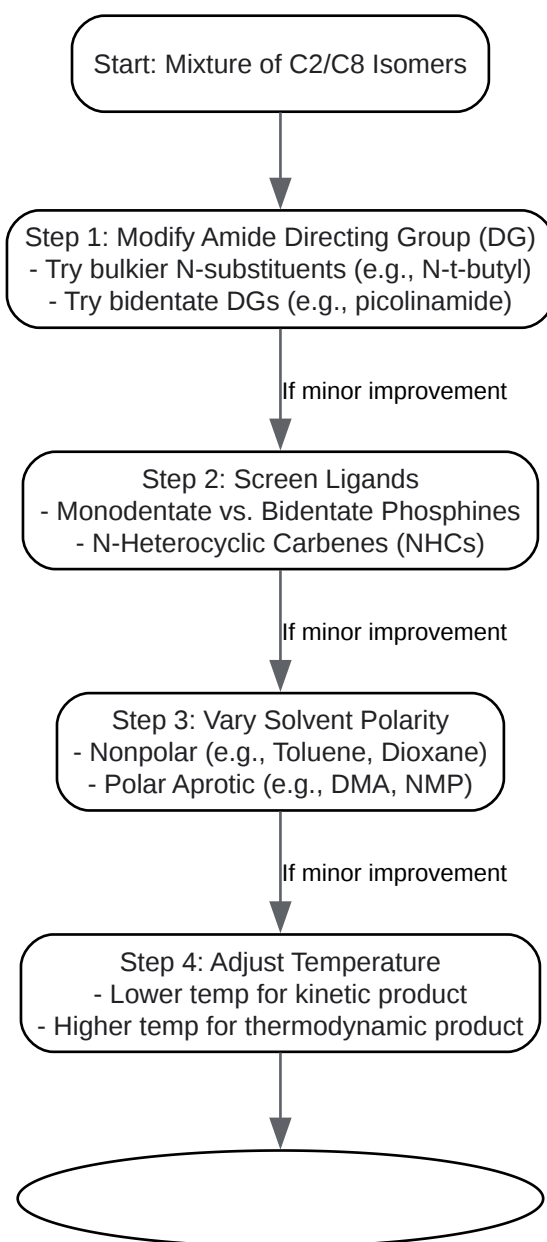 Start: Mixture of C2/C8 Isomers
Step 1: Modify Amide Directing Group (DG)
- Try bulkier N-substituents (e.g., N-t-butyl)
- Try bidentate DGs (e.g., picolinamide)
If minor improvement
Step 2: Screen Ligands
- Monodentate vs. Bidentate Phosphines
- N-Heterocyclic Carbenes (NHCs)
If minor improvement
Step 3: Vary Solvent Polarity
- Nonpolar (e.g., Toluene, Dioxane)
- Polar Aprotic (e.g., DMA, NMP)
If minor improvement
Step 4: Adjust Temperature
- Lower temp for kinetic product
- Higher temp for thermodynamic product